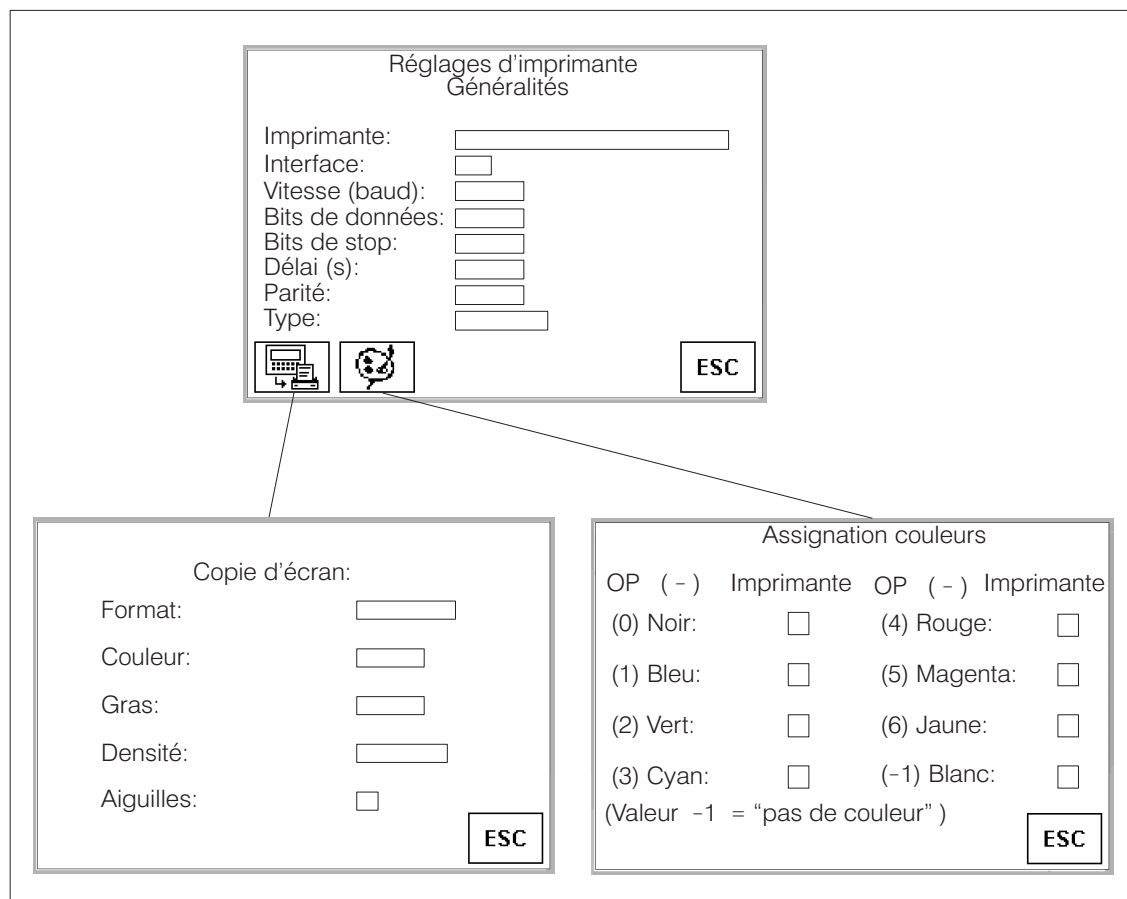 Réglages d'imprimante
Généralités
Imprimante:
Interface:
Vitesse (baud):
Bits de données:
Bits de stop:
Délai (s):
Parité:
Type:
ESC
Copie d'écran:
Format:
Couleur:
Gras:
Densité:
Aiguilles:
ESC
Assignation couleurs
OP (-) Imprimante OP (-) Imprimante
(0) Noir: (4) Rouge:
(1) Bleu: (5) Magenta:
(2) Vert: (6) Jaune:
(3) Cyan: (-1) Blanc:
(Valeur -1 = “pas de couleur” )
ESC